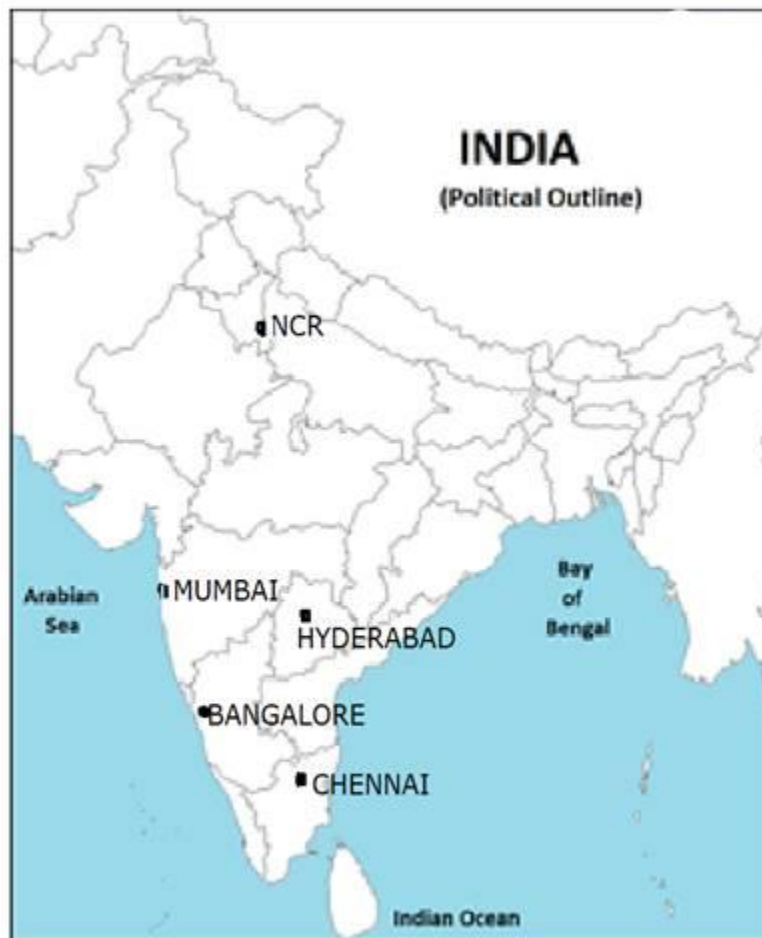 INDIA
(Political Outline)
NCR
MUMBAI
HYDERABAD
BANGALORE
CHENNAI
Arabian
Sea
Bay
of
Bengal
Indian Ocean